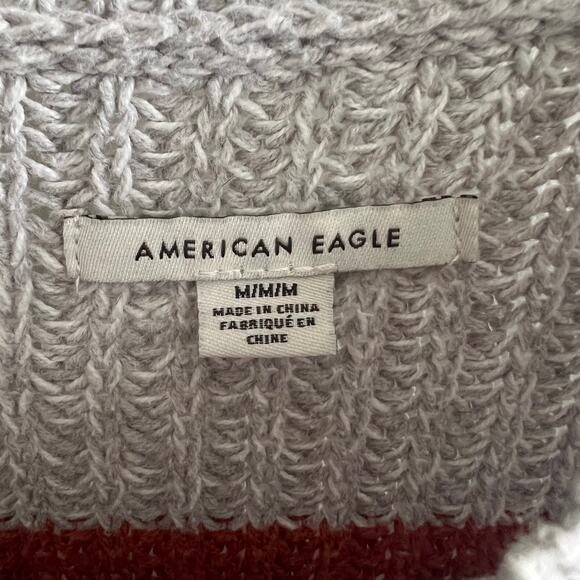 AMERICAN EAGLE
M/M/M
MADE IN CHINA
FABRIQUÉ EN
CHINE